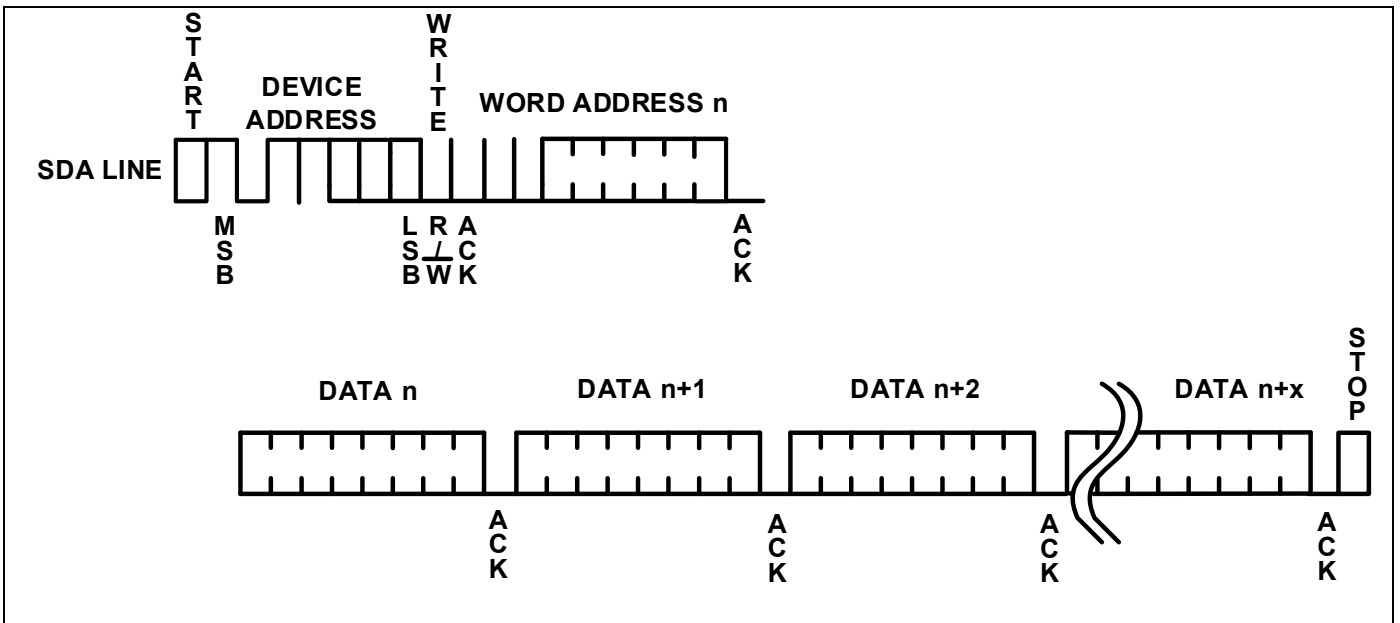 START
WRITE
DEVICE
ADDRESS
WORD ADDRESS n
SDA LINE
MSB
LSB
R/W
ACK
ACK
STOP
DATA n
DATA n+1
DATA n+2
DATA n+x
ACK
ACK
ACK
ACK